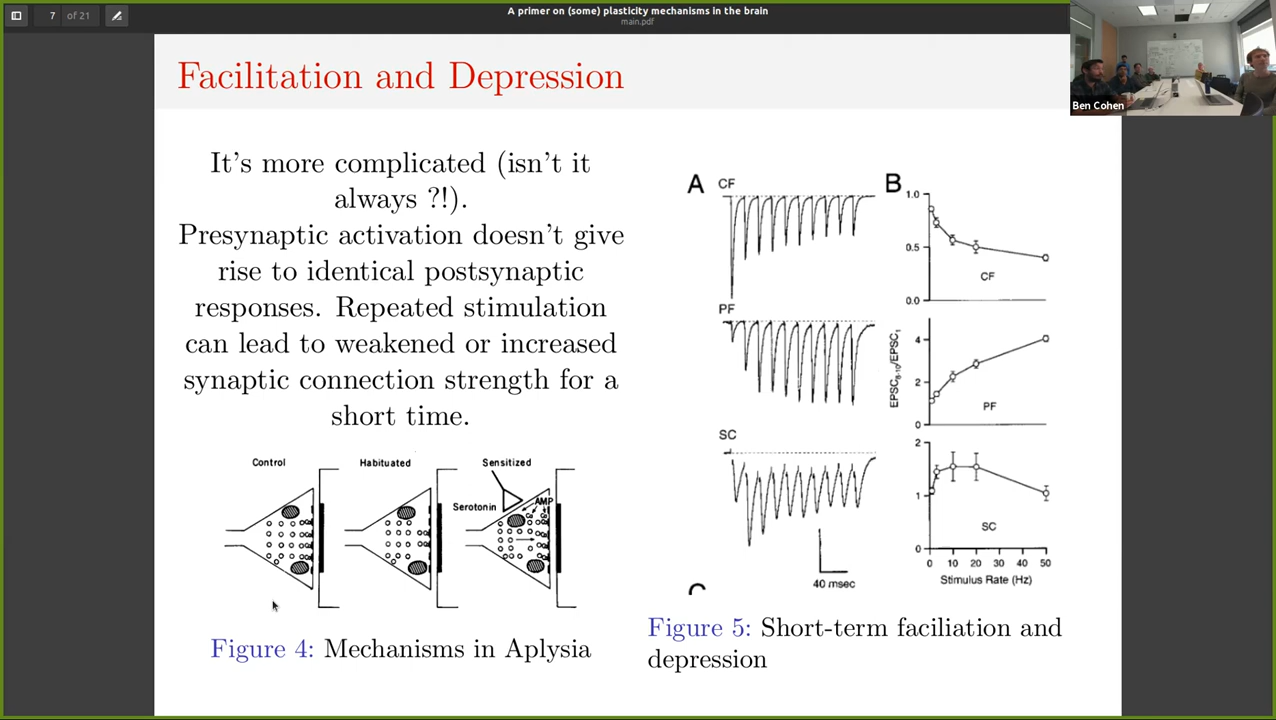 7 of 21
A primer on (some) plasticity mechanisms in the brain
main.pdf
Ben Cohen
Facilitation and Depression
It's more complicated (isn't it
always ?!).
Presynaptic activation doesn't give
rise to identical postsynaptic
responses. Repeated stimulation
can lead to weakened or increased
synaptic connection strength for a
short time.
Control
Habituated
Sensitized
Serotonin
AMP
Figure 4: Mechanisms in Aplysia
A
CF
PF
SC
40 msec
C
B
1.0
0.5
0.0
CF
EPSC8-10/EPSC1
4
2
0
PF
2
1
0
SC
0 10 20 30 40 50
Stimulus Rate (Hz)
Figure 5: Short-term faciliation and
depression